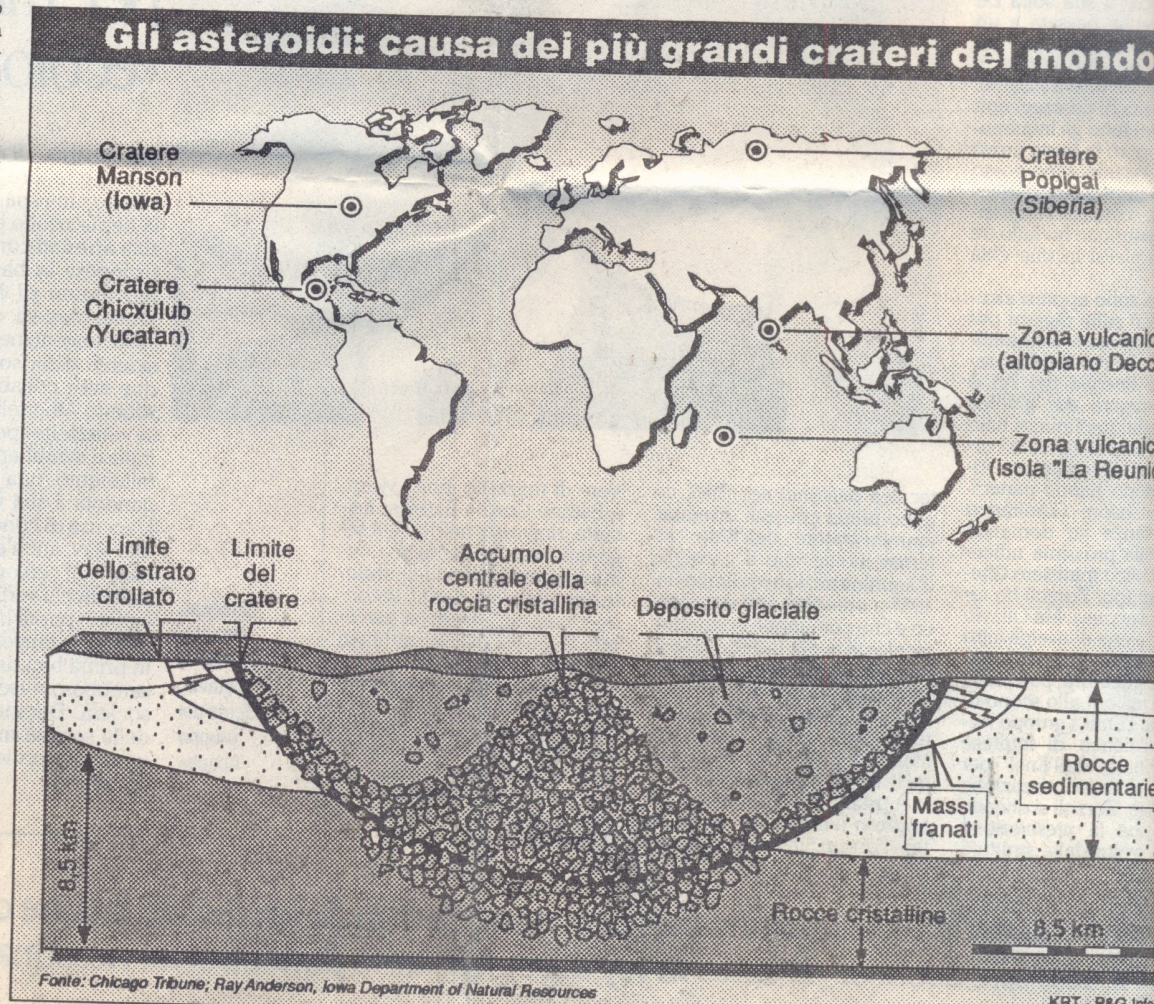 Gli asteroidi: causa dei più grandi crateri del mondo
Cratere
Manson
(Iowa)
Cratere
Popigai
(Siberia)
Cratere
Chicxulub
(Yucatan)
Zona vulcanic
(altopiano Decc
Zona vulcanic
(isola "La Reuni
Limite
dello strato
crollato
Limite
del
cratere
Accumolo
centrale della
roccia cristallina
Deposito glaciale
Rocce
sedimentarie
Massi
franati
8,5 km
Rocce cristalline
8,5 km
Fonte: Chicago Tribune; Ray Anderson, Iowa Department of Natural Resources
KRT - P&G Inf